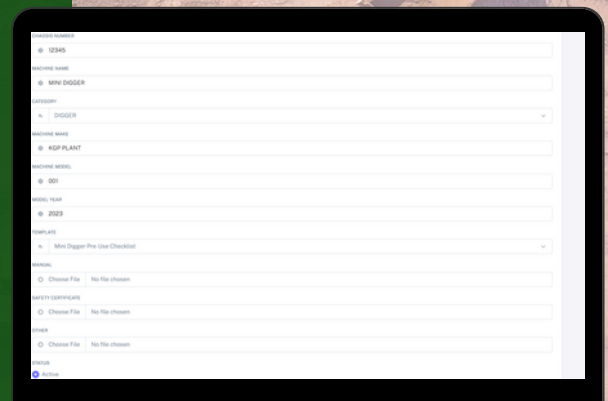 CHASSIS NUMBER
12345
MACHINE NAME
MINI DIGGER
CATEGORY
DIGGER
MACHINE MAKE
KGP PLANT
MACHINE MODEL
001
MODEL YEAR
2023
TEMPLATE
Mini Digger Pre-Use Checklist
MANUAL
Choose File No file chosen
SAFETY CERTIFICATE
Choose File No file chosen
OTHER
Choose File No file chosen
STATUS
Active